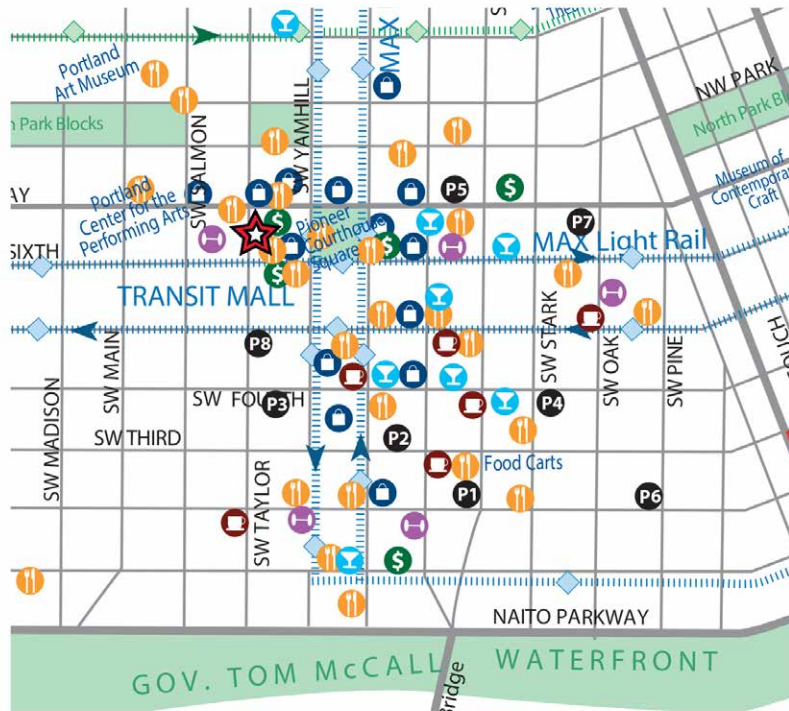 MAX
Portland
Art Museum
NW PARK
North Park Blo
n Park Blocks
SW SALMON
SW YAMHILL
Museum of
Contemporar
Craft
P5
AY
Portland
Center for the
Performing Arts
$
$
P7
Pioneer
Courthouse
Square
$
MAX Light Rail
SIXTH
$
TRANSIT MALL
P8
SW MAIN
SW STARK
SW OAK
SW PINE
SW MADISON
SW FOURTH
P3
P4
SW THIRD
P2
Food Carts
SW TAYLOR
P1
P6
$
NAITO PARKWAY
GOV. TOM McCALL WATERFRONT
Bridge